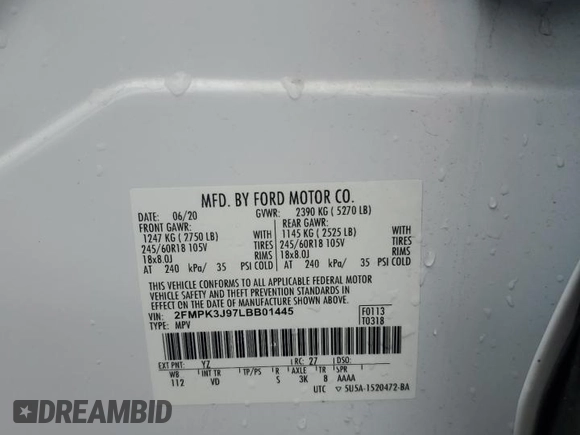 MFD. BY FORD MOTOR CO.
DATE: 06/20 GVWR: 2390 KG (5270 LB)
FRONT GAWR: REAR GAWR:
1247 KG (2750 LB) WITH 1145 KG (2525 LB) WITH
245/60R18 105V TIRES 245/60R18 105V TIRES
18x8.0J RIMS 18x8.0J RIMS
AT 240 kPa/ 35 PSI COLD AT 240 kPa/ 35 PSI COLD
THIS VEHICLE CONFORMS TO ALL APPLICABLE FEDERAL MOTOR
VEHICLE SAFETY AND THEFT PREVENTION STANDARDS IN
EFFECT ON THE DATE OF MANUFACTURE SHOWN ABOVE.
VIN: 2FMPK3J97LBB01445 F0113
TYPE: MPV T0318
EXT PNT: YZ RC: 27 DSO:
WB INT TR TP/PS R AXLE TR SPR
112 VD S 3K 8 AAAA
UTC 5USA-1520472-BA
DREAMBID